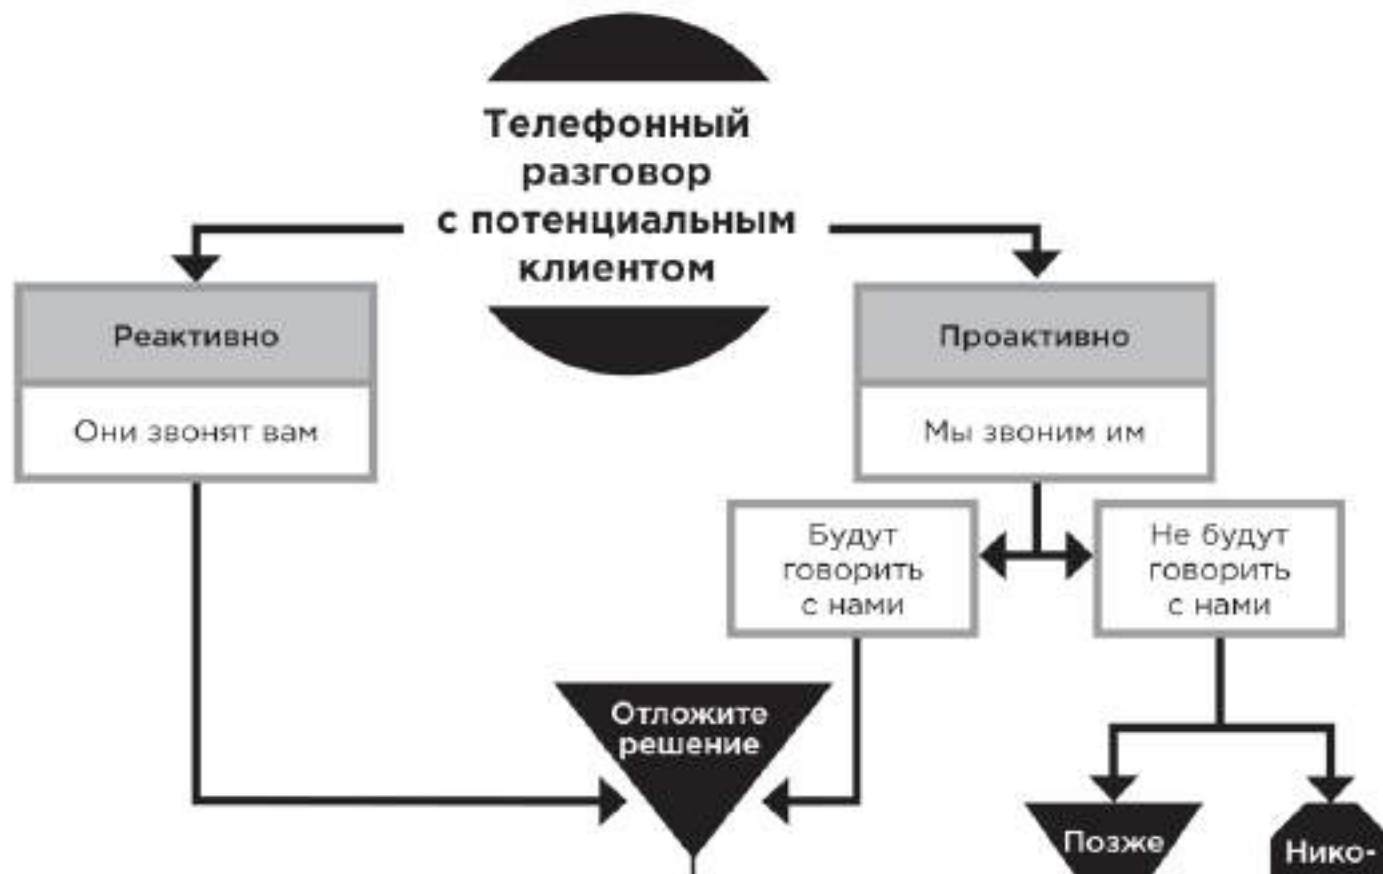 Телефонный
разговор
с потенциальным
клиентом
Реактивно
Они звонят вам
Проактивно
Мы звоним им
Будут
говорить
с нами
Не будут
говорить
с нами
Отложите
решение
Позже
Нико-